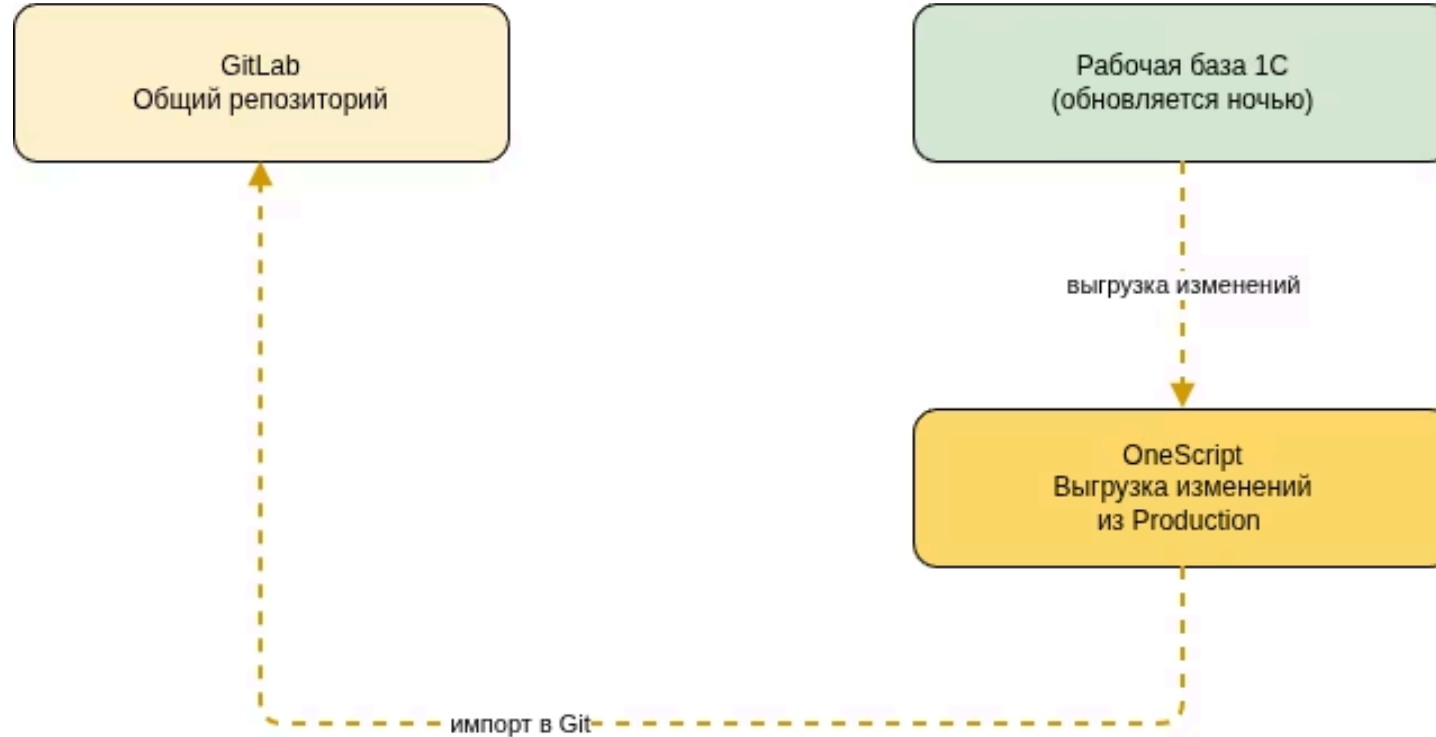 GitLab
Общий репозиторий
Рабочая база 1С
(обновляется ночью)
выгрузка изменений
OneScript
Выгрузка изменений
из Production
импорт в Git